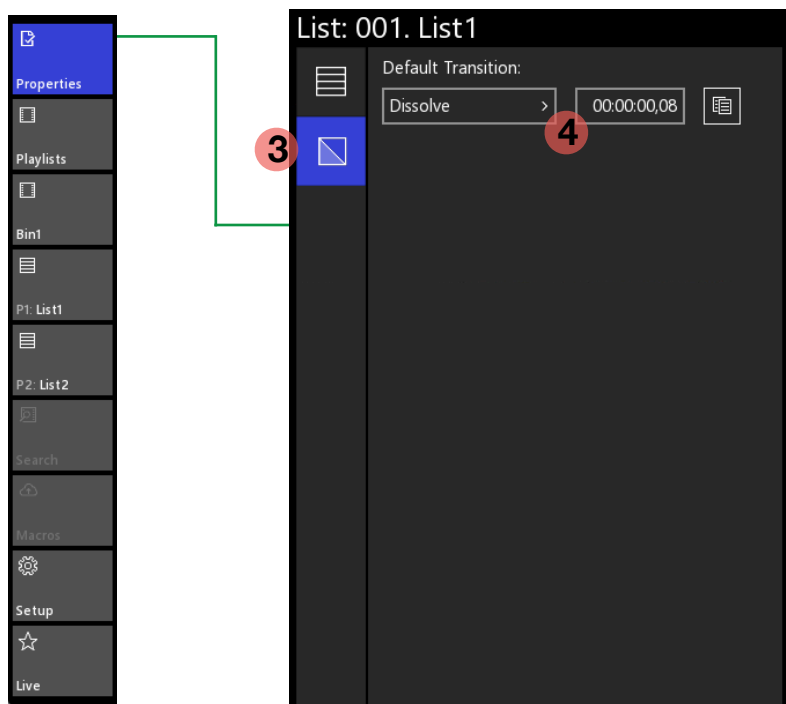 Properties
Playlists
Bin1
P1: List1
P2: List2
Search
Macros
Setup
Live
List: 001. List1
Default Transition:
Dissolve > 00:00:00,08
3
4